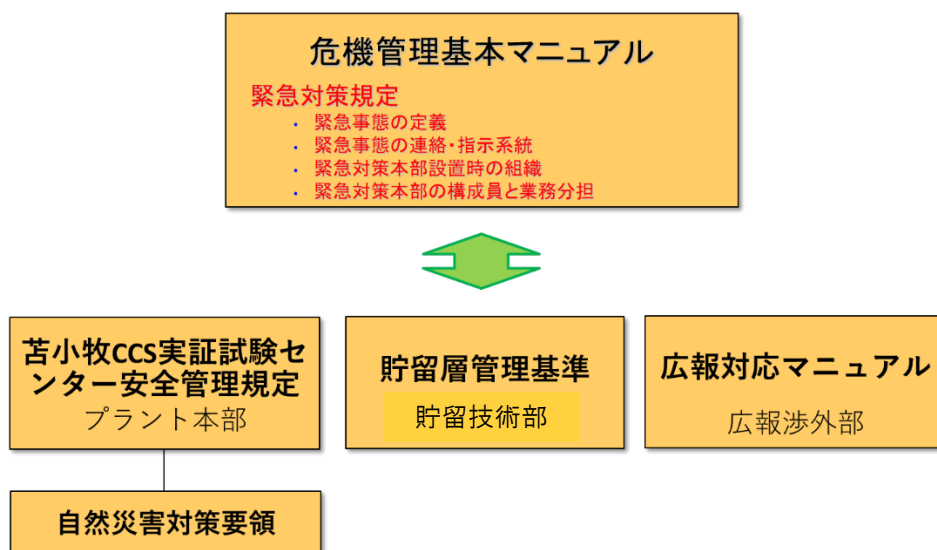 危機管理基本マニュアル
緊急対策規定
・ 緊急事態の定義
・ 緊急事態の連絡・指示系統
・ 緊急対策本部設置時の組織
・ 緊急対策本部の構成員と業務分担
苫小牧CCS実証試験セ
ンター安全管理規定
プラント本部
貯留層管理基準
貯留技術部
広報対応マニュアル
広報渉外部
自然災害対策要領